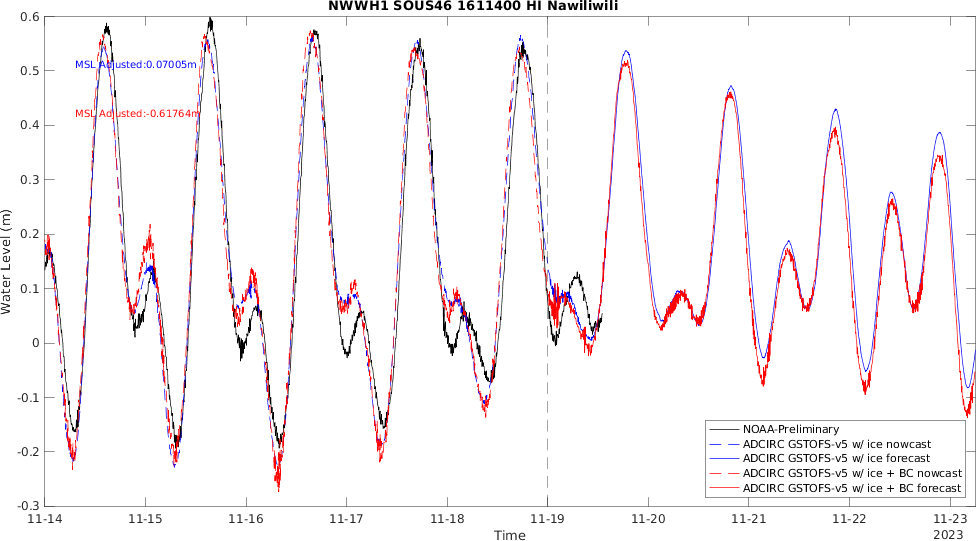 NWWH1 SOUS46 1611400 HI Nawiliwili
0.6
0.5
0.4
0.3
0.2
0.1
0
-0.1
-0.2
-0.3
Water Level (m)
MSL Adjusted:0.07005m
MSL Adjusted:-0.61764m
NOAA-Preliminary
ADCIRC GSTOFS-v5 w/ ice nowcast
ADCIRC GSTOFS-v5 w/ ice forecast
ADCIRC GSTOFS-v5 w/ ice + BC nowcast
ADCIRC GSTOFS-v5 w/ ice + BC forecast
11-14 11-15 11-16 11-17 11-18 11-19 11-20 11-21 11-22 11-23
Time 2023